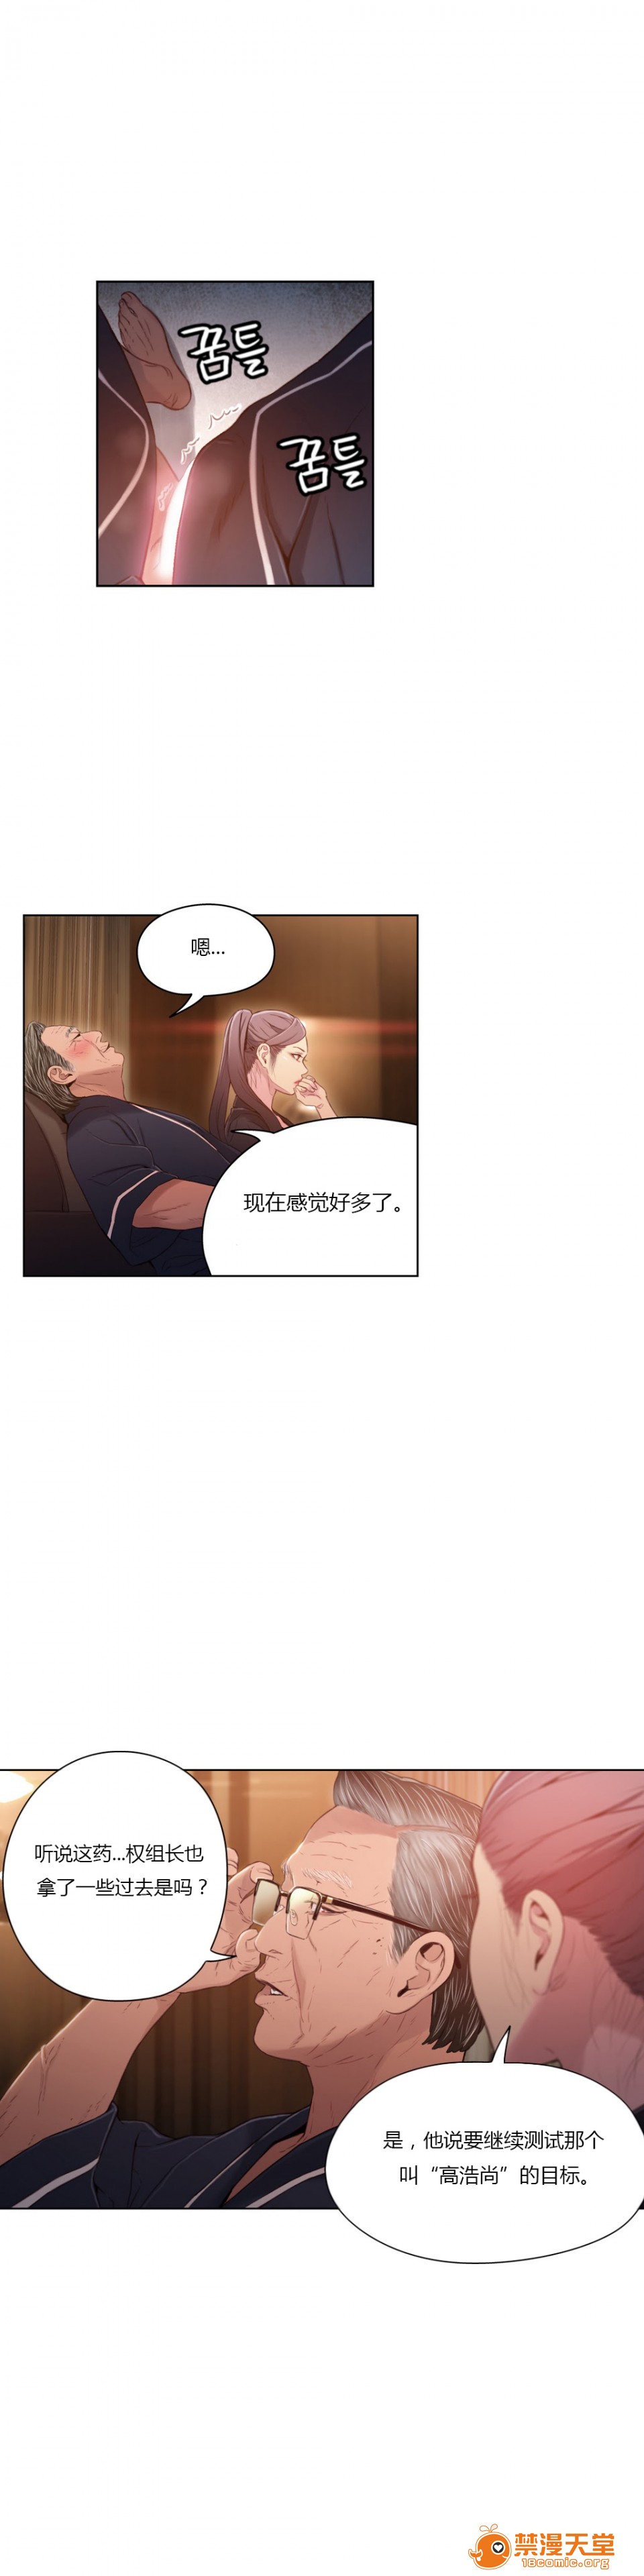 꿈틀
꿈틀
嗯...
现在感觉好多了。
听说这药...权组长也
拿了一些过去是吗？
是，他说要继续测试那个
叫“高浩尚”的目标。
禁漫天堂
18comic.org